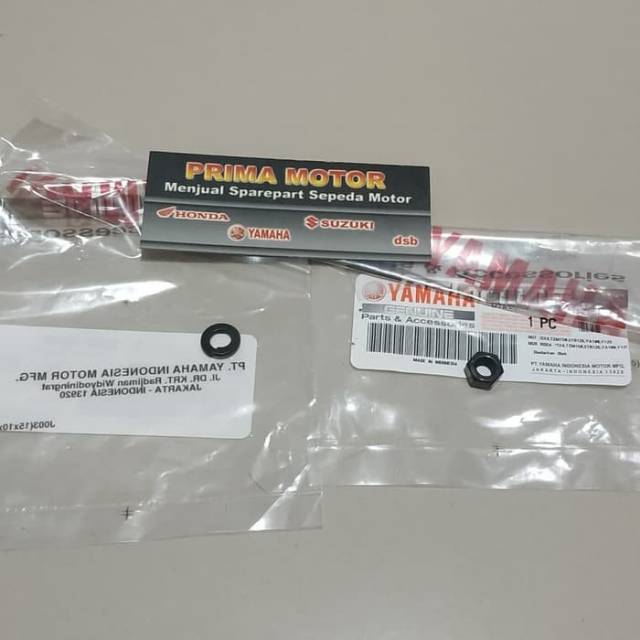 PRIMA MOTOR
Menjual Sparepart Sepeda Motor
HONDA
SUZUKI
YAMAHA
dsb
YAMAHA
YAMAHA
GENUINE
Parts & Accessories
1 PC
MADE IN INDONESIA
PT. YAMAHA INDONESIA MOTOR MFG.
JAKARTA - INDONESIA 13920
PT. YAMAHA INDONESIA MOTOR MFG.
Jl. DR. KRT. Radjiman Widyodiningrat
JAKARTA - INDONESIA 13920